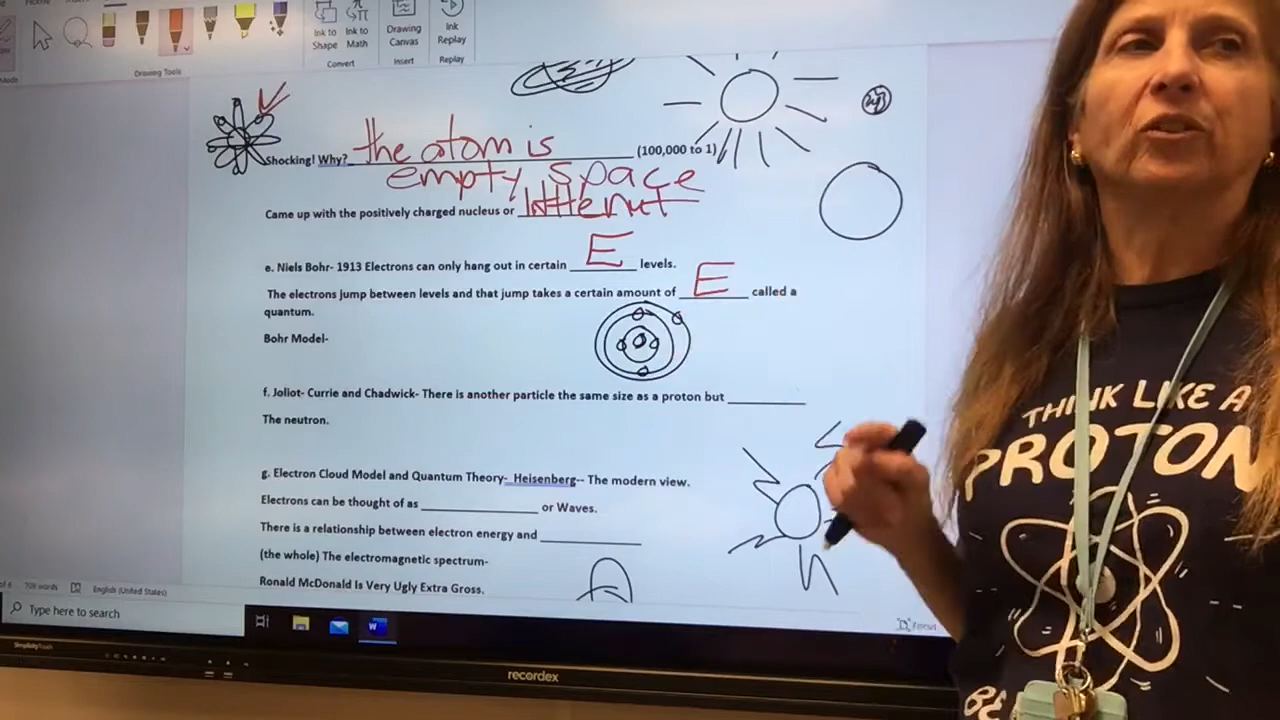 Ink to Shape
Ink to Math
Drawing Canvas
Ink Replay
Drawing Tools
Convert
Insert
Replay
Shocking! Why? the atom is (100,000 to 1)
empty space
Came up with the positively charged nucleus or
e. Niels Bohr- 1913 Electrons can only hang out in certain E levels.
The electrons jump between levels and that jump takes a certain amount of E called a
quantum.
Bohr Model-
f. Joliot- Currie and Chadwick- There is another particle the same size as a proton but
The neutron.
g. Electron Cloud Model and Quantum Theory- Heisenberg-- The modern view.
Electrons can be thought of as or Waves.
There is a relationship between electron energy and
(the whole) The electromagnetic spectrum-
Ronald McDonald Is Very Ugly Extra Gross.
709 words English (United States)
Focus
Type here to search
recordex
THINK LIKE A
PROTON
BE